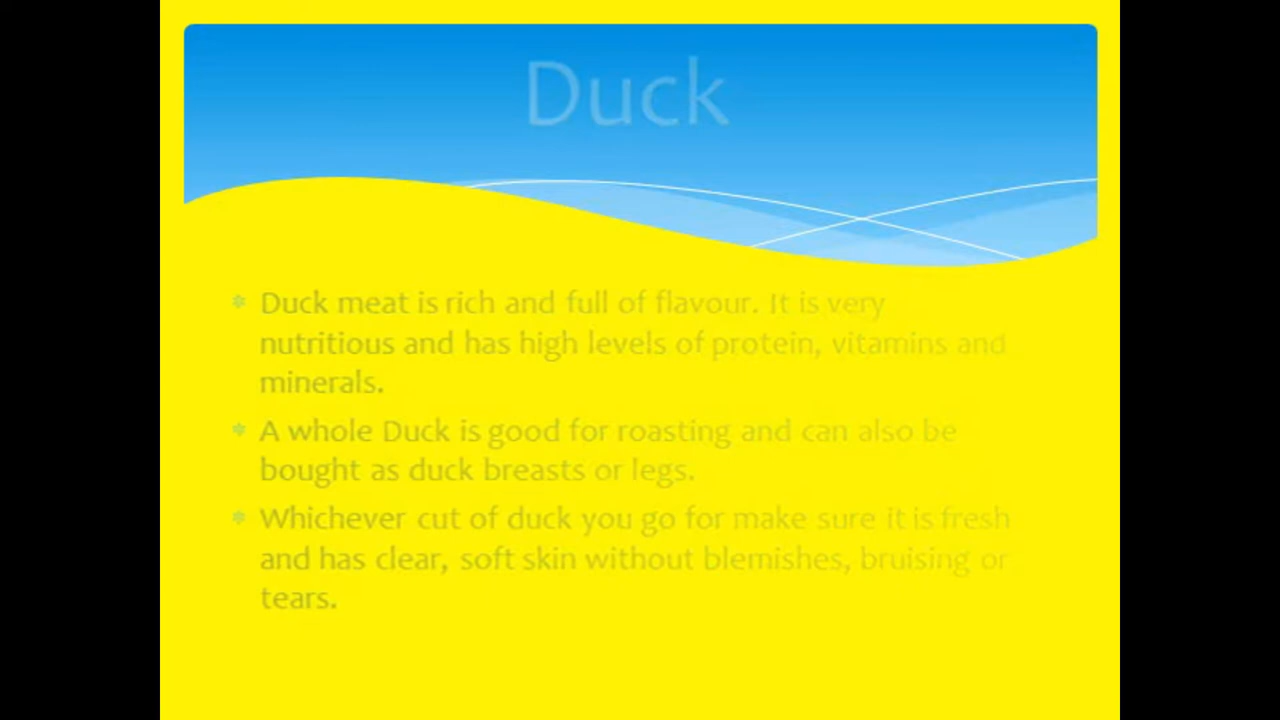 Duck
Duck meat is rich and full of flavour. It is very
nutritious and has high levels of protein, vitamins and
minerals.
A whole Duck is good for roasting and can also be
bought as duck breasts or legs.
Whichever cut of duck you go for make sure it is fresh
and has clear, soft skin without blemishes, bruising or
tears.